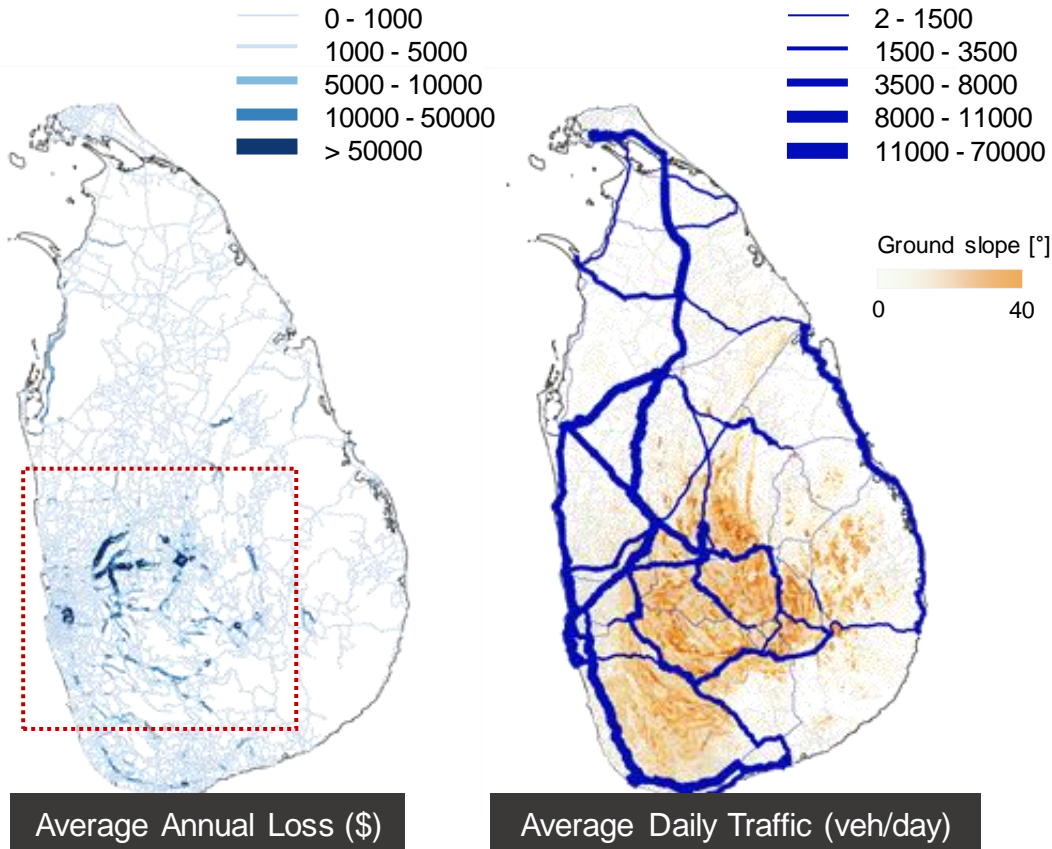 0 - 1000
1000 - 5000
5000 - 10000
10000 - 50000
> 50000
2 - 1500
1500 - 3500
3500 - 8000
8000 - 11000
11000 - 70000
Ground slope [°]
0 40
Average Annual Loss ($)
Average Daily Traffic (veh/day)